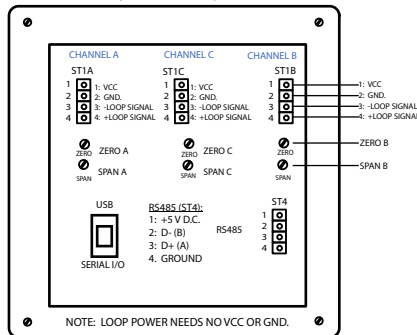 CHANNEL A CHANNEL C CHANNEL B
ST1A ST1C ST1B
1 1: VCC 1 1: VCC 1 1: VCC
2 2: GND. 2 2: GND. 2 2: GND.
3 3: -LOOP SIGNAL 3 3: -LOOP SIGNAL 3 3: -LOOP SIGNAL
4 4: +LOOP SIGNAL 4 4: +LOOP SIGNAL 4 4: +LOOP SIGNAL
ZERO ZERO A ZERO ZERO C ZERO ZERO B
SPAN SPAN A SPAN SPAN C SPAN SPAN B
USB
SERIAL I/O
RS485 (ST4):
1: +5 V D.C.
2: D- (B)
3: D+ (A)
4. GROUND
RS485
ST4
1
2
3
4
NOTE: LOOP POWER NEEDS NO VCC OR GND.